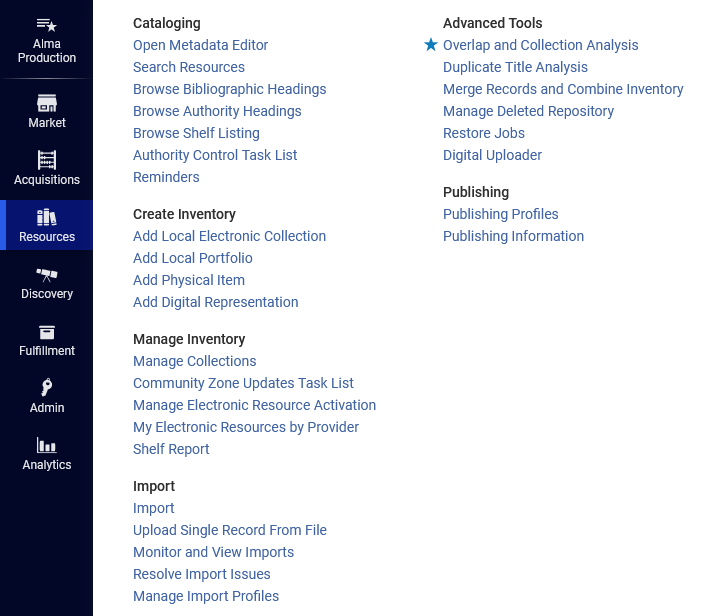 Alma
Production
Market
Acquisitions
Resources
Discovery
Fulfillment
Admin
Analytics
Cataloging
Open Metadata Editor
Search Resources
Browse Bibliographic Headings
Browse Authority Headings
Browse Shelf Listing
Authority Control Task List
Reminders
Create Inventory
Add Local Electronic Collection
Add Local Portfolio
Add Physical Item
Add Digital Representation
Manage Inventory
Manage Collections
Community Zone Updates Task List
Manage Electronic Resource Activation
My Electronic Resources by Provider
Shelf Report
Import
Import
Upload Single Record From File
Monitor and View Imports
Resolve Import Issues
Manage Import Profiles
Advanced Tools
Overlap and Collection Analysis
Duplicate Title Analysis
Merge Records and Combine Inventory
Manage Deleted Repository
Restore Jobs
Digital Uploader
Publishing
Publishing Profiles
Publishing Information